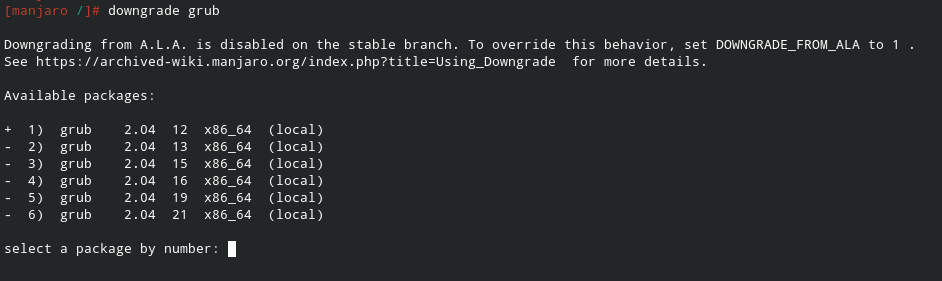 [manjaro /]# downgrade grub
Downgrading from A.L.A. is disabled on the stable branch. To override this behavior, set DOWNGRADE_FROM_ALA to 1 .
See https://archived-wiki.manjaro.org/index.php?title=Using_Downgrade  for more details.
Available packages:
+  1)  grub    2.04  12  x86_64  (local)
-  2)  grub    2.04  13  x86_64  (local)
-  3)  grub    2.04  15  x86_64  (local)
-  4)  grub    2.04  16  x86_64  (local)
-  5)  grub    2.04  19  x86_64  (local)
-  6)  grub    2.04  21  x86_64  (local)
select a package by number: